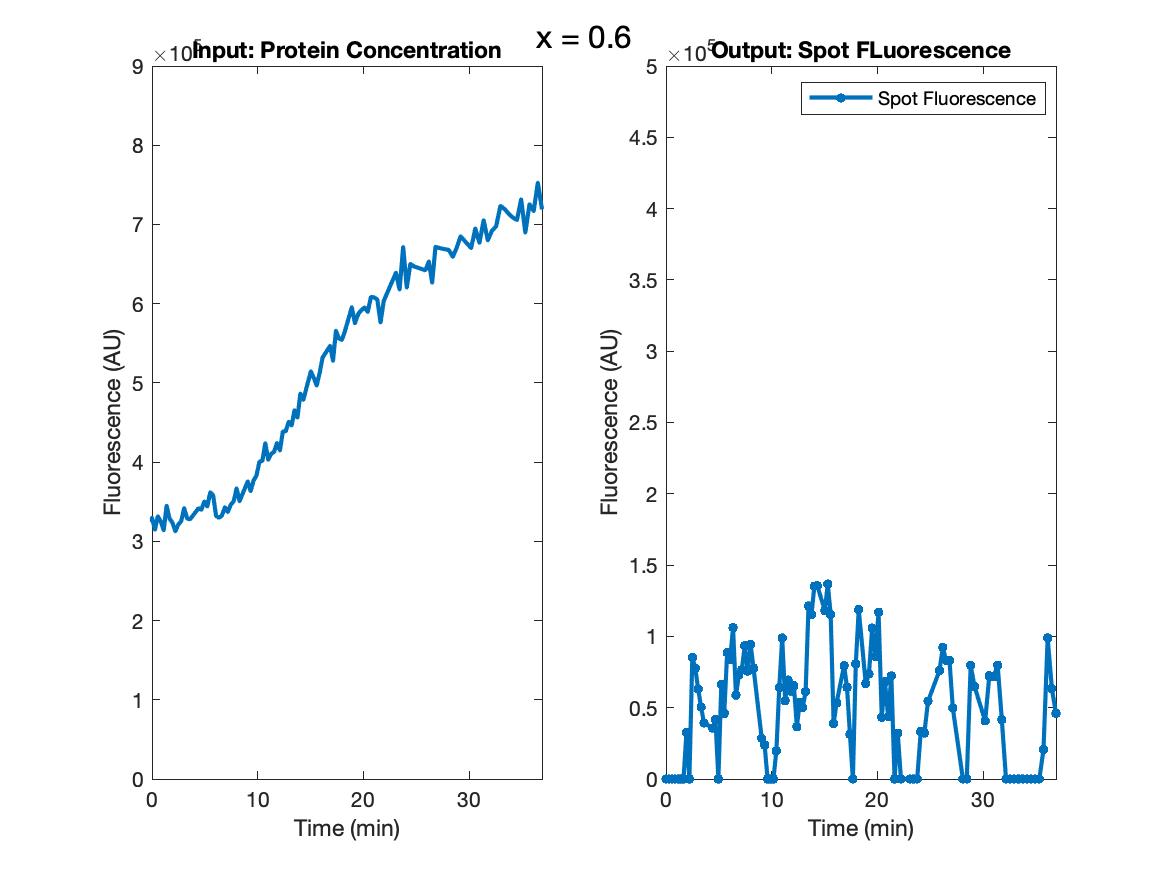 x = 0.6
×10⁵
Input: Protein Concentration
9
8
7
6
5
4
3
2
1
0
Fluorescence (AU)
0 10 20 30
Time (min)
×10⁵
Output: Spot FLuorescence
Spot Fluorescence
5
4.5
4
3.5
3
2.5
2
1.5
1
0.5
0
Fluorescence (AU)
0 10 20 30
Time (min)